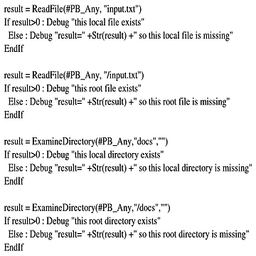 result = ReadFile(#PB_Any, "input.txt")
If result>0 : Debug "this local file exists"
Else : Debug "result=" +Str(result) +" so this local file is missing"
EndIf
result = ReadFile(#PB_Any, "/input.txt")
If result>0 : Debug "this root file exists"
Else : Debug "result=" +Str(result) +" so this root file is missing"
EndIf
result = ExamineDirectory(#PB_Any,"docs","")
If result>0 : Debug "this local directory exists"
Else : Debug "result=" +Str(result) +" so this local directory is missing"
EndIf
result = ExamineDirectory(#PB_Any,"/docs","")
If result>0 : Debug "this root directory exists"
Else : Debug "result=" +Str(result) +" so this root directory is missing"
EndIf